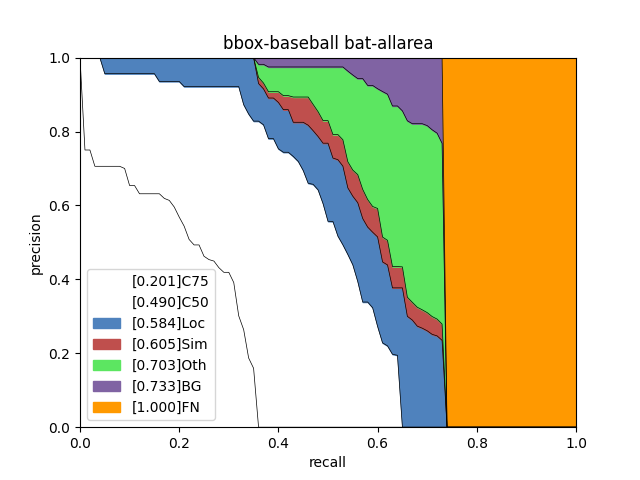 bbox-baseball bat-allarea
precision
1.0
0.8
0.6
0.4
0.2
0.0
[0.201]C75
[0.490]C50
[0.584]Loc
[0.605]Sim
[0.703]Oth
[0.733]BG
[1.000]FN
0.0 0.2 0.4 0.6 0.8 1.0
recall